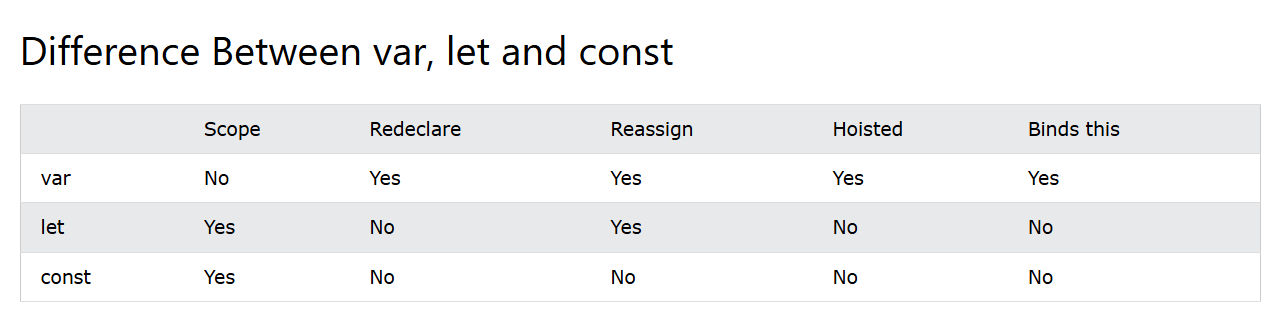 Difference Between var, let and const
Scope Redeclare Reassign Hoisted Binds this
var No Yes Yes Yes Yes
let Yes No Yes No No
const Yes No No No No